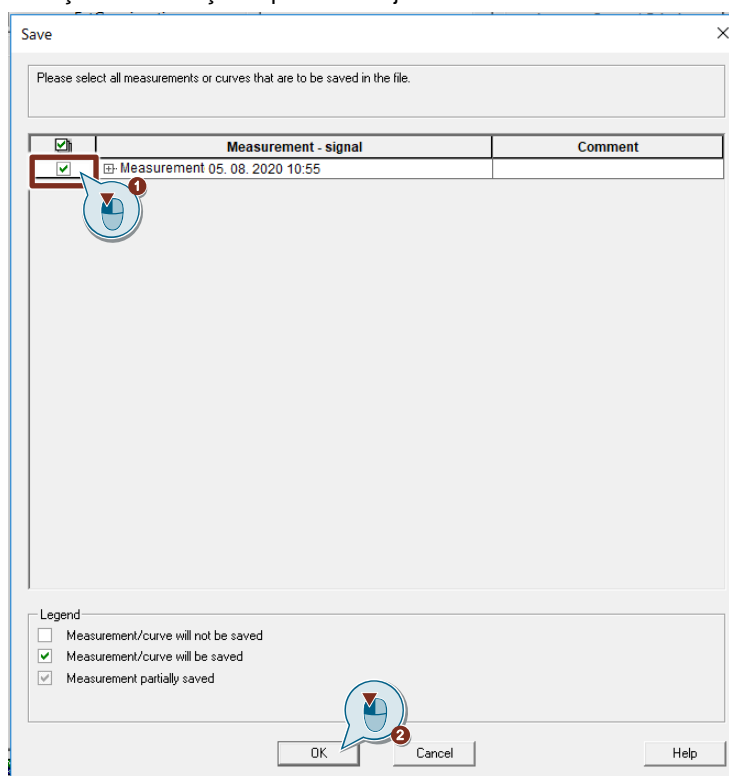 Save
Please select all measurements or curves that are to be saved in the file.
Measurement - signal Comment
Measurement 05. 08. 2020 10:55
1
Legend
Measurement/curve will not be saved
Measurement/curve will be saved
Measurement partially saved
2
OK Cancel Help